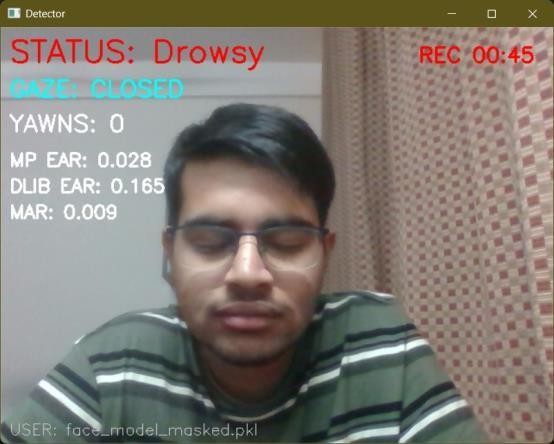 Detector
STATUS: Drowsy
REC 00:45
GAZE: CLOSED
YAWNS: 0
MP EAR: 0.028
DLIB EAR: 0.165
MAR: 0.009
USER: face_model_masked.pkl